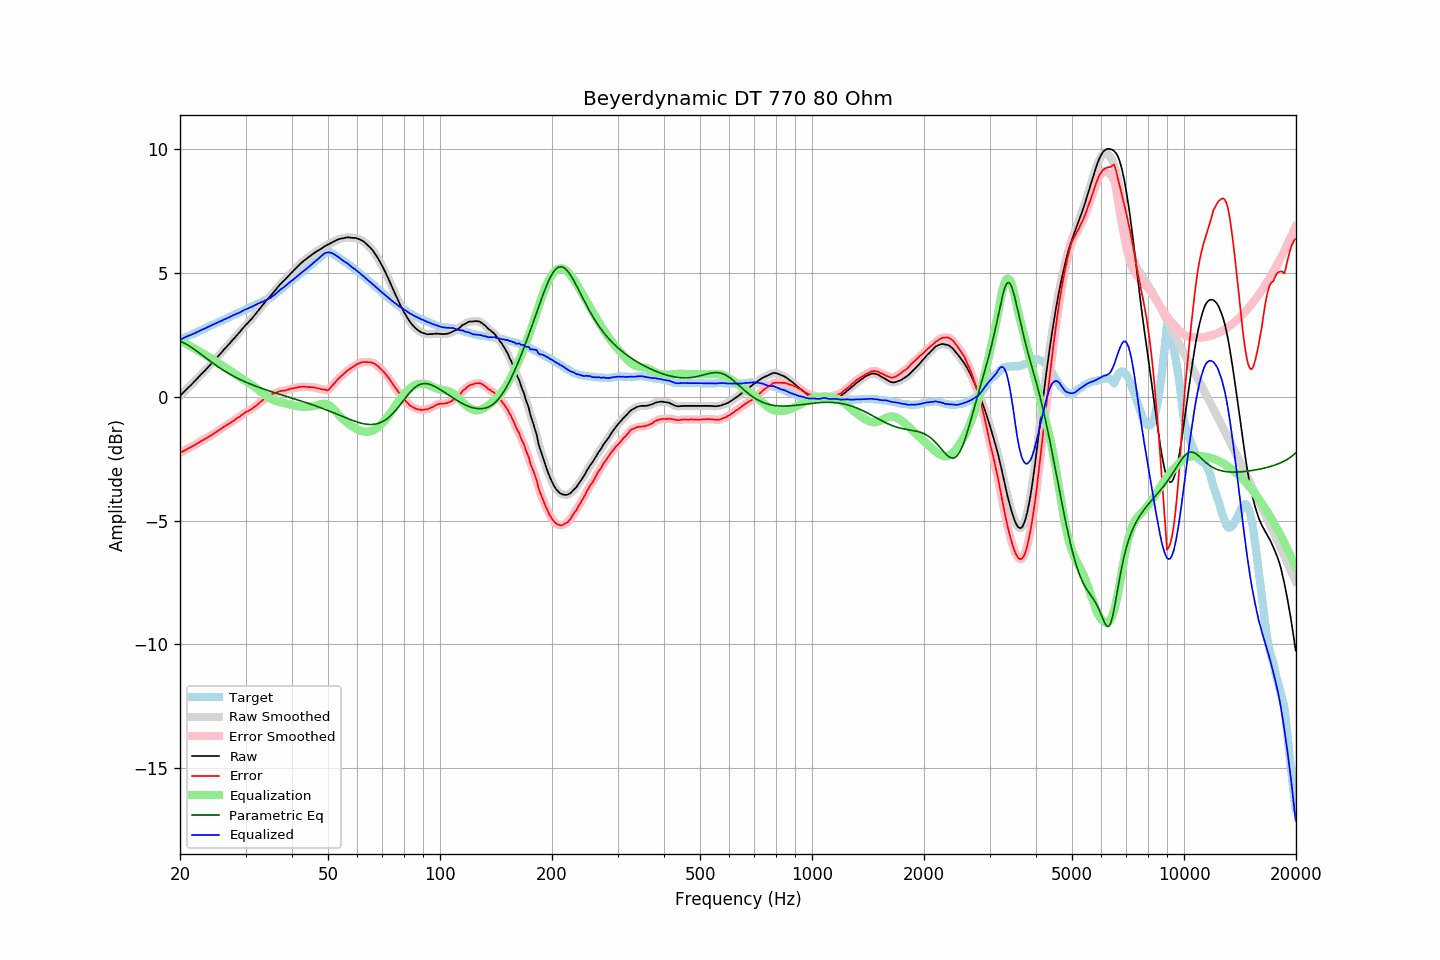 Beyerdynamic DT 770 80 Ohm
Amplitude (dBr)
10
5
0
−5
−10
−15
Target
Raw Smoothed
Error Smoothed
Raw
Error
Equalization
Parametric Eq
Equalized
20 50 100 200 500 1000 2000 5000 10000 20000
Frequency (Hz)